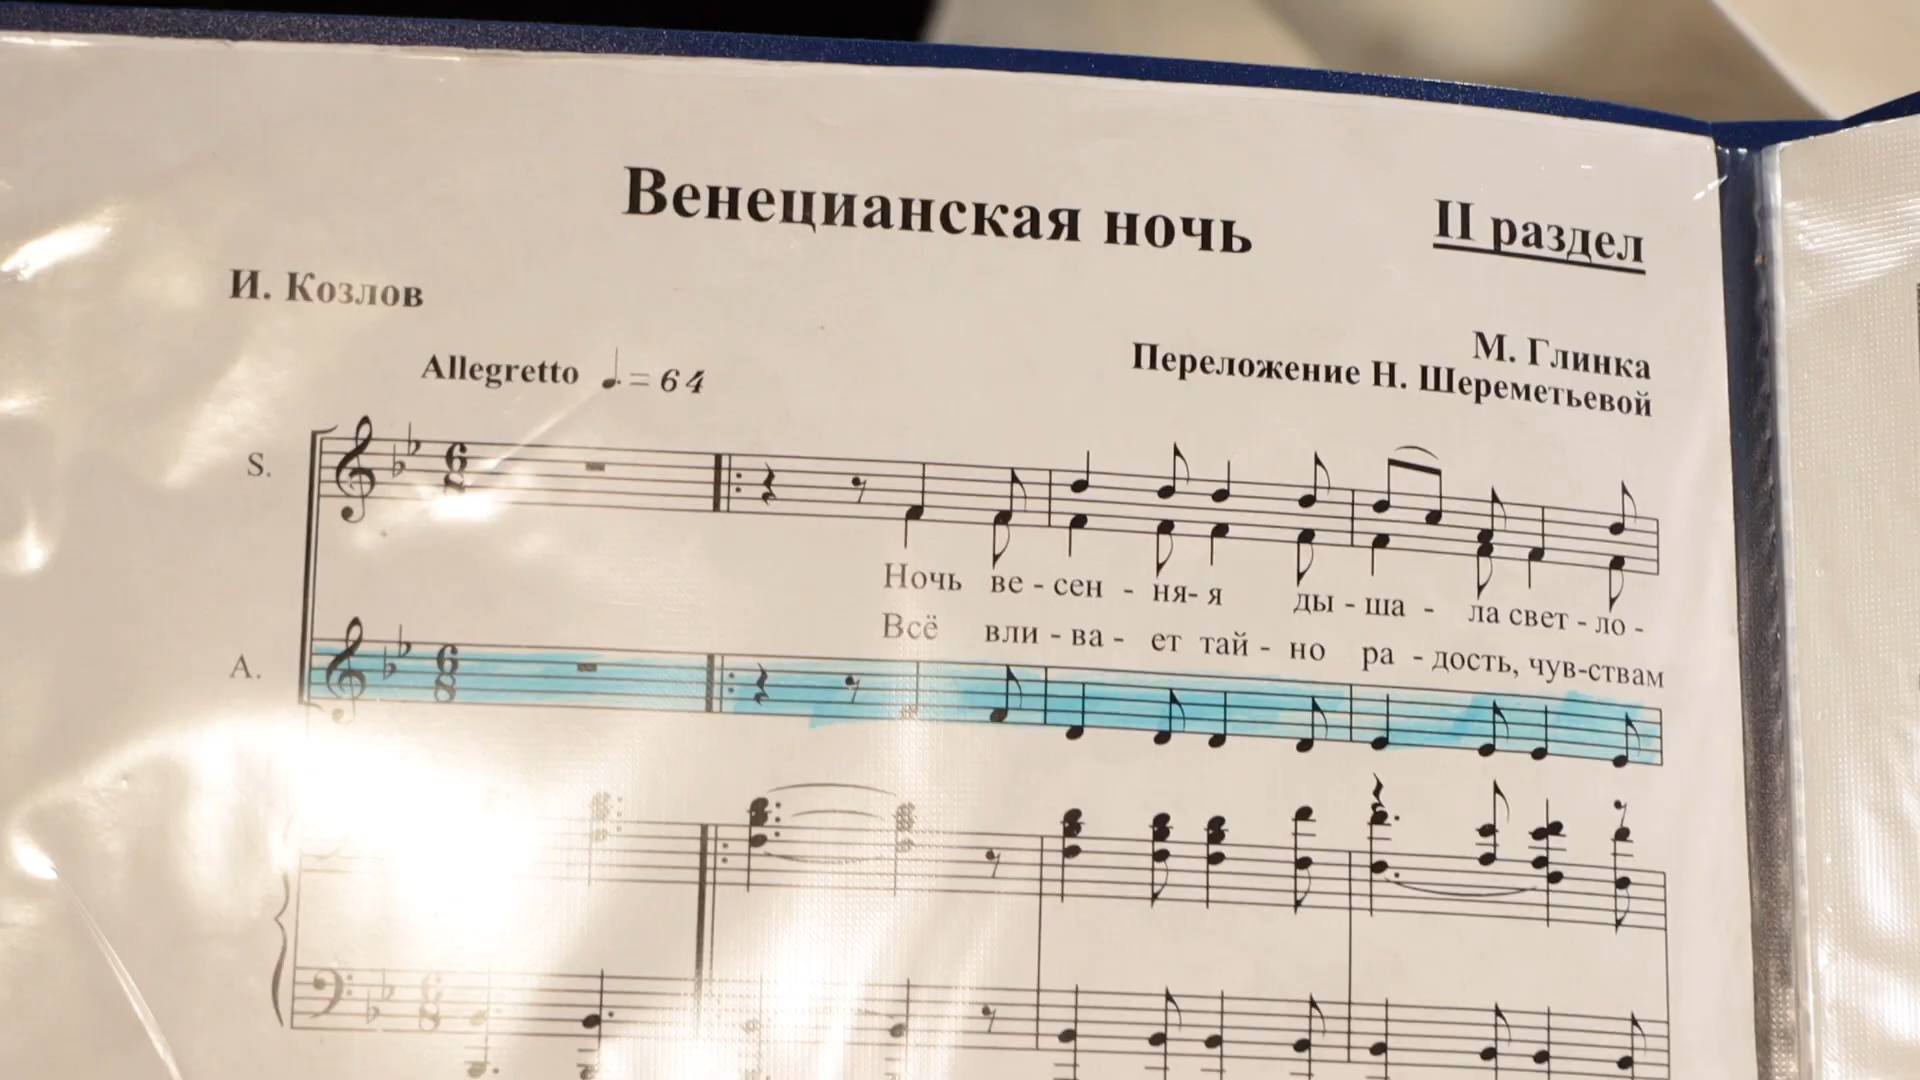 Венецианская ночь
II раздел
И. Козлов
М. Глинка
Allegretto ♩. = 64
Переложение Н. Шереметьевой
S.
Ночь ве - сен - ня- я ды - ша - ла свет - ло -
Всё вли - ва - ет тай - но ра - дость, чув-ствам
A.